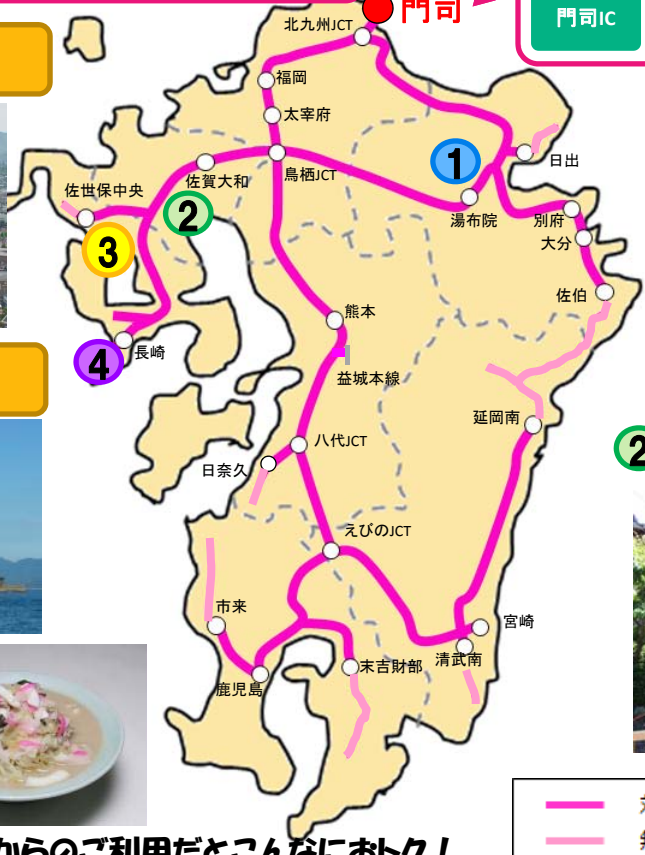 北九州JCT
門司
門司IC
福岡
太宰府
鳥栖JCT
佐賀大和
佐世保中央
1
日出
湯布院
別府
大分
佐伯
2
3
4
長崎
熊本
益城本線
延岡南
八代JCT
日奈久
2
えびのJCT
市来
宮崎
清武南
末吉財部
鹿児島
からのご利用だとこんなにおトク！